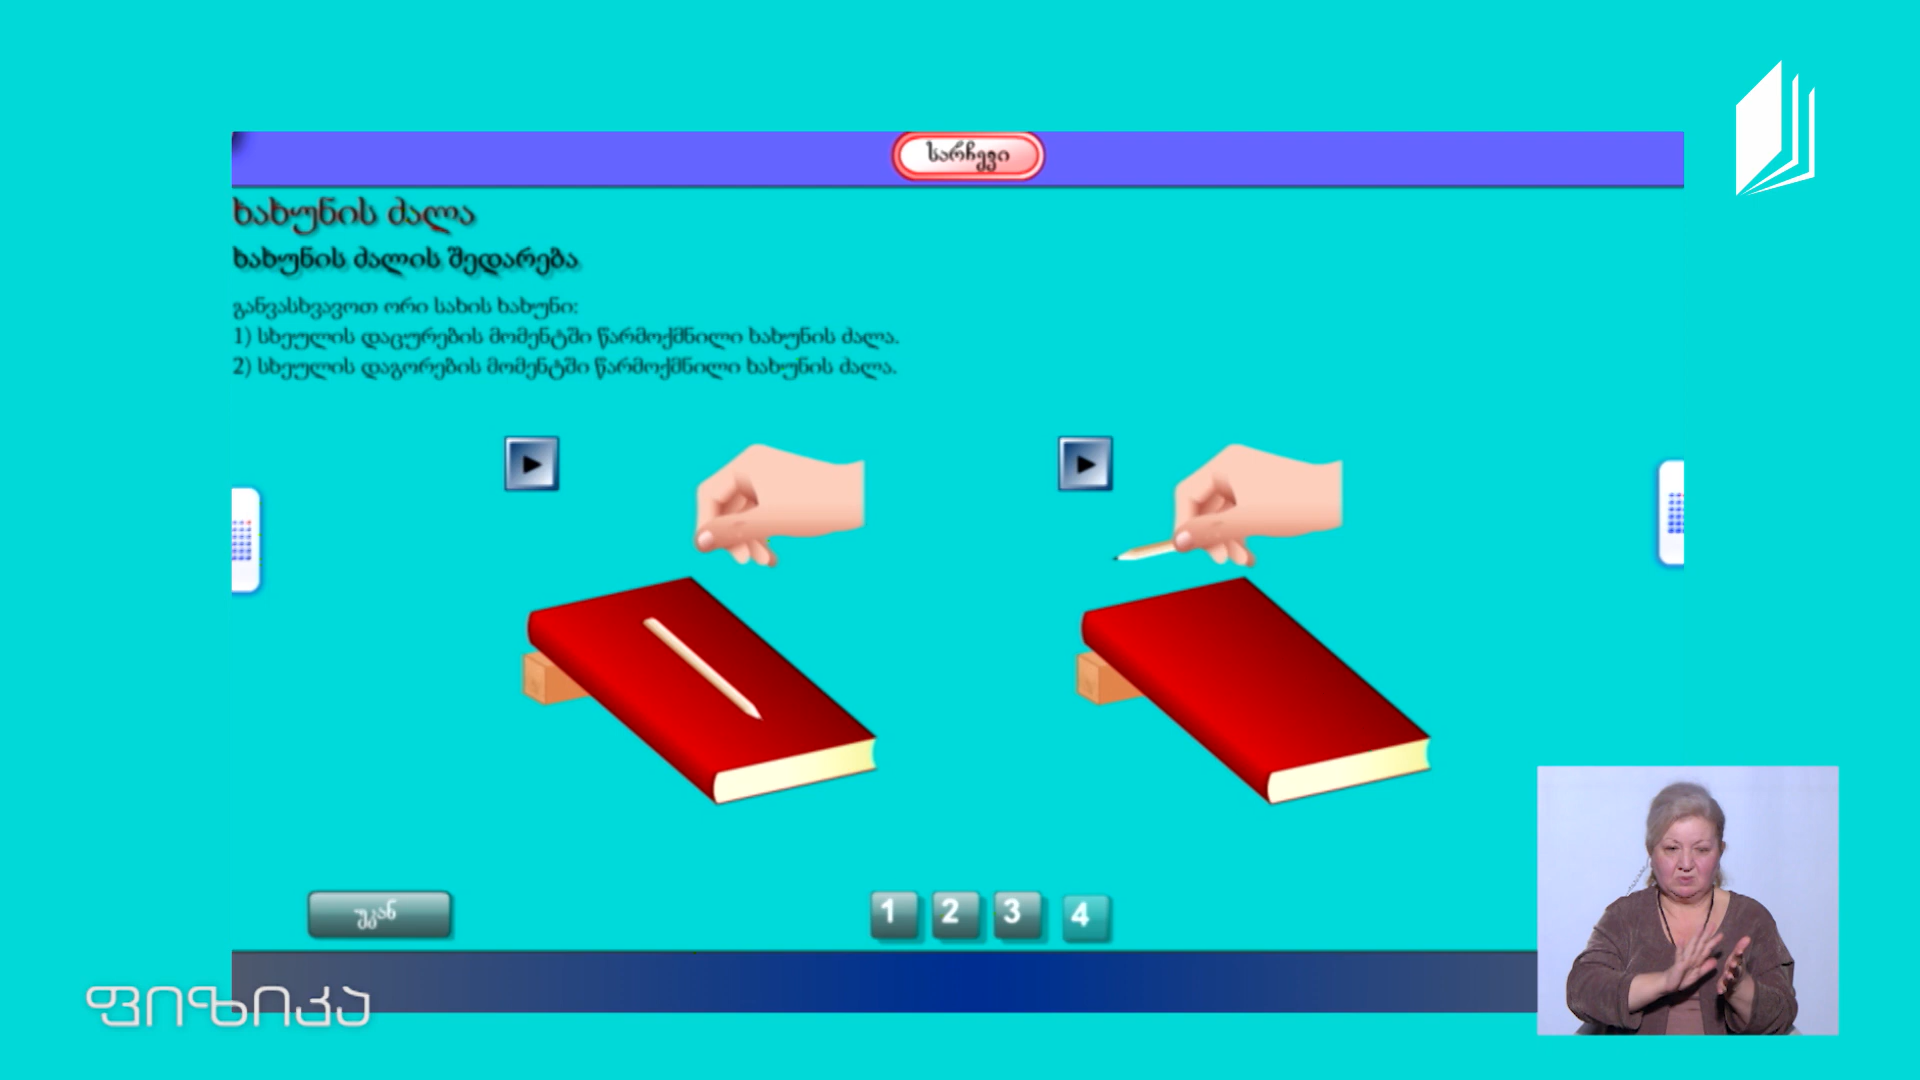 სარჩევი
ხახუნის ძალა
ხახუნის ძალის შედარება
განვასხვავოთ ორი სახის ხახუნი:
1) სხეულის დაცურების მომენტში წარმოქმნილი ხახუნის ძალა.
2) სხეულის დაგორების მომენტში წარმოქმნილი ხახუნის ძალა.
უკან
1 2 3 4
ფიზიკა